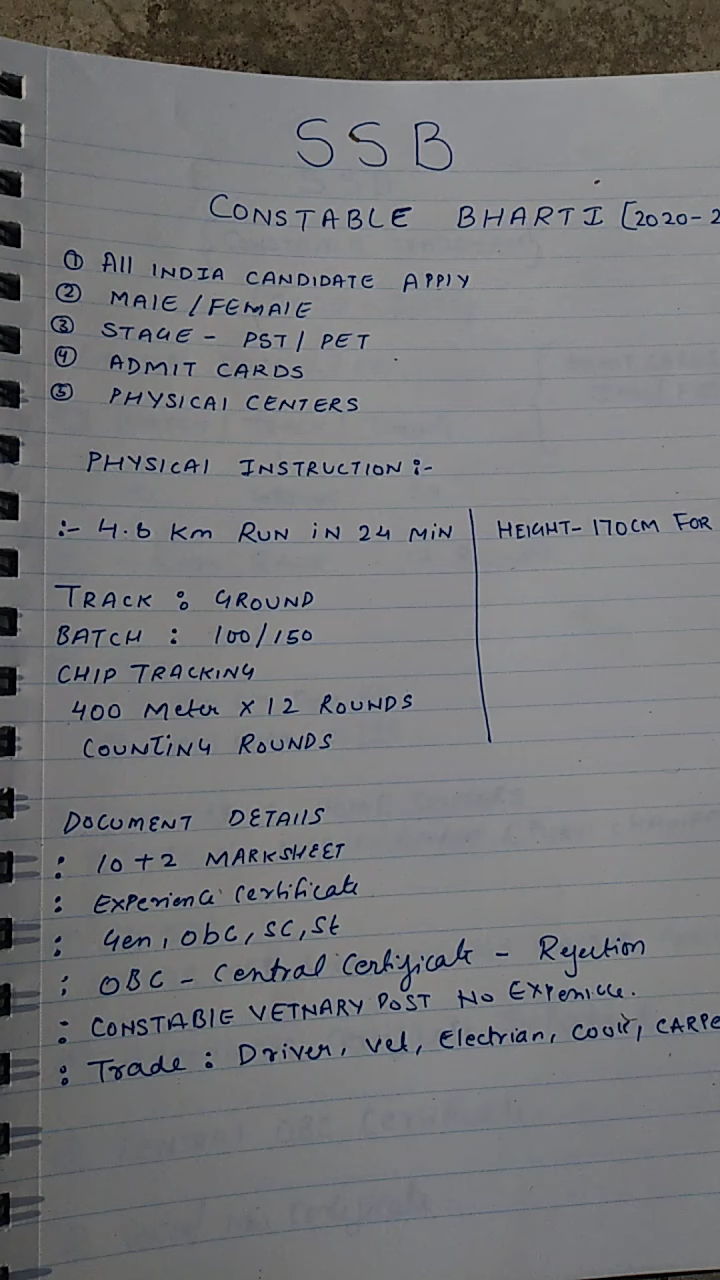 SSB
CONSTABLE BHARTI [2020-2
① All INDIA CANDIDATE APPLY
② MALE / FEMALE
③ STAGE - PST / PET
④ ADMIT CARDS
⑤ PHYSICAL CENTERS
PHYSICAL INSTRUCTION :-
:- 4.8 Km RUN iN 24 MiN
HEIGHT- 170CM FOR
TRACK : GROUND
BATCH : 100/150
CHIP TRACKING
400 Meter X 12 ROUNDS
COUNTING ROUNDS
DOCUMENT DETAILS
: 10+2 MARKSHEET
: Experience Certificate
: Gen, Obc, SC, St
: OBC - Central Certificate - Rejection
: CONSTABLE VETNARY POST NO EXPERICCE.
: Trade : Driver, vet, Electrian, Cook, CARPE